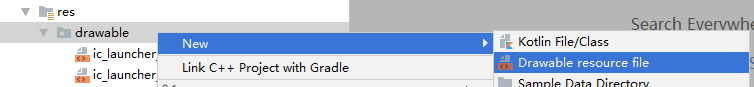 res
Search Everywhe
drawable
New
Kotlin File/Class
ic_launcher_
Link C++ Project with Gradle
Drawable resource file
ic_launcher_
Sample Data Directory